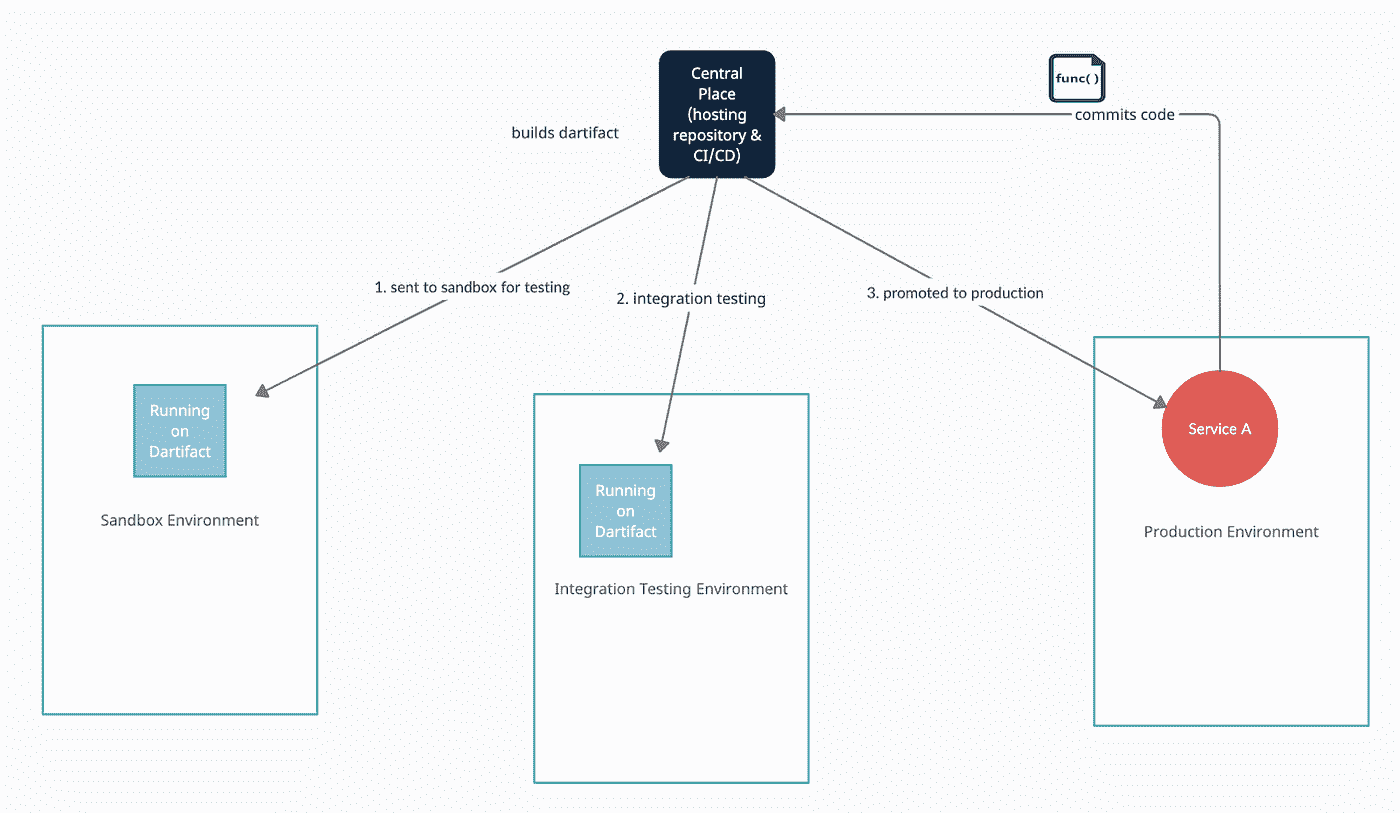 Central
Place
(hosting
repository &
CI/CD)
func( )
commits code
builds dartifact
1. sent to sandbox for testing
2. integration testing
3. promoted to production
Running
on
Dartifact
Sandbox Environment
Running
on
Dartifact
Integration Testing Environment
Service A
Production Environment